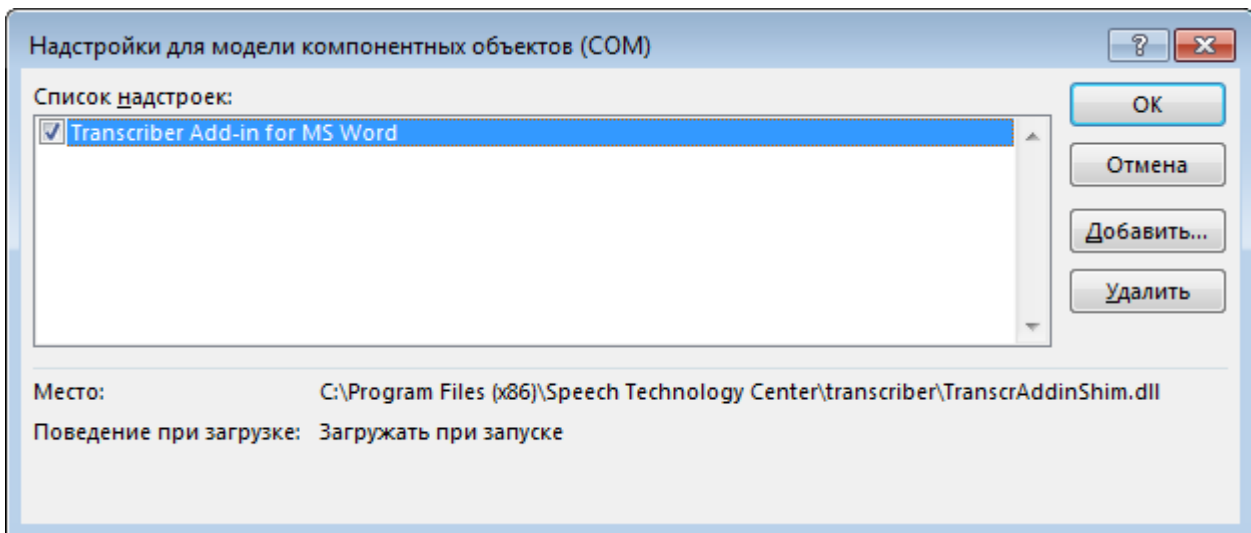 Надстройки для модели компонентных объектов (COM)
?
Список надстроек:
Transcriber Add-in for MS Word
OK
Отмена
Добавить...
Удалить
Место: C:\Program Files (x86)\Speech Technology Center\transcriber\TranscrAddinShim.dll
Поведение при загрузке: Загружать при запуске